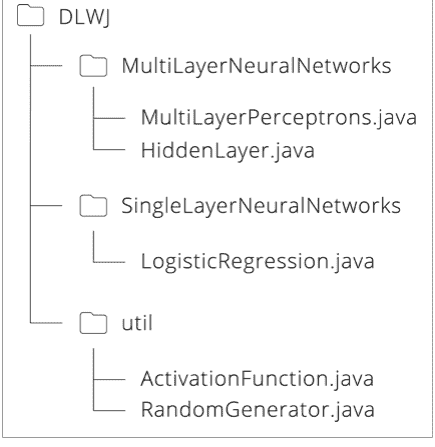 DLWJ
MultiLayerNeuralNetworks
MultiLayerPerceptrons.java
HiddenLayer.java
SingleLayerNeuralNetworks
LogisticRegression.java
util
ActivationFunction.java
RandomGenerator.java